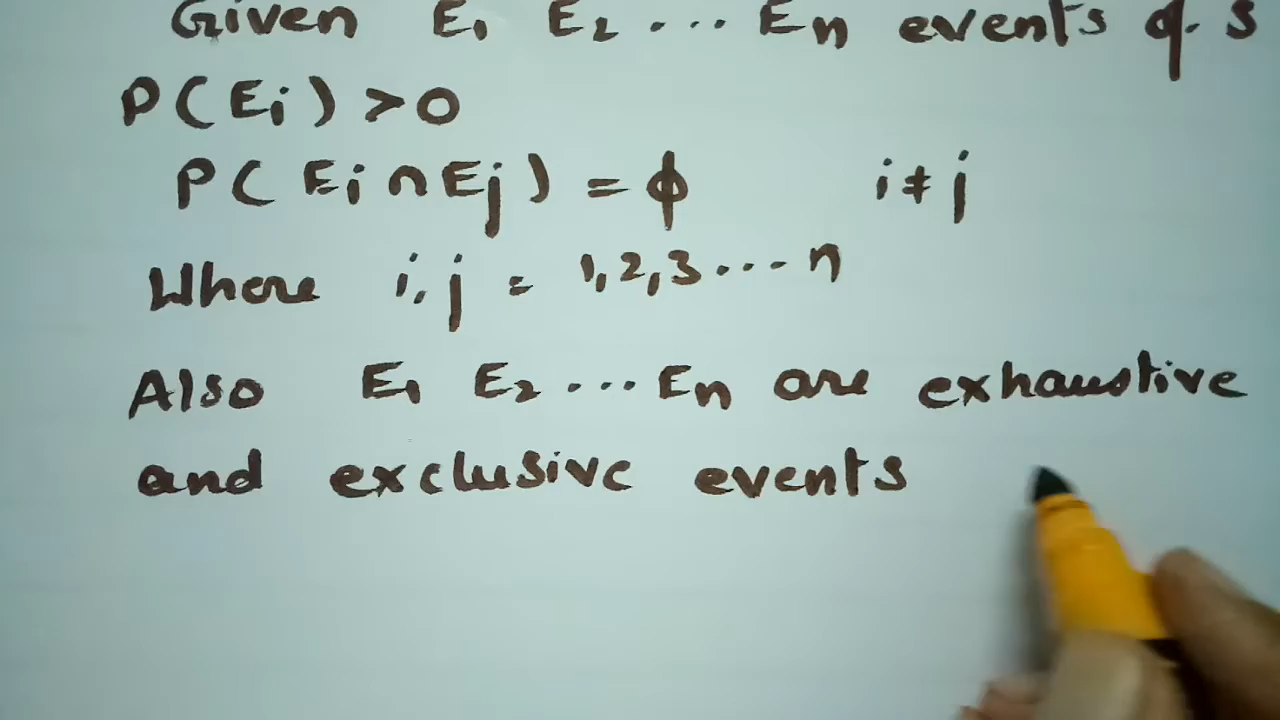 Given E1 E2 ... En events of S
P(Ei) > 0
P(Ei ∩ Ej) = ϕ i ≠ j
Where i, j = 1, 2, 3 ... n
Also E1 E2 ... En are exhaustive
and exclusive events